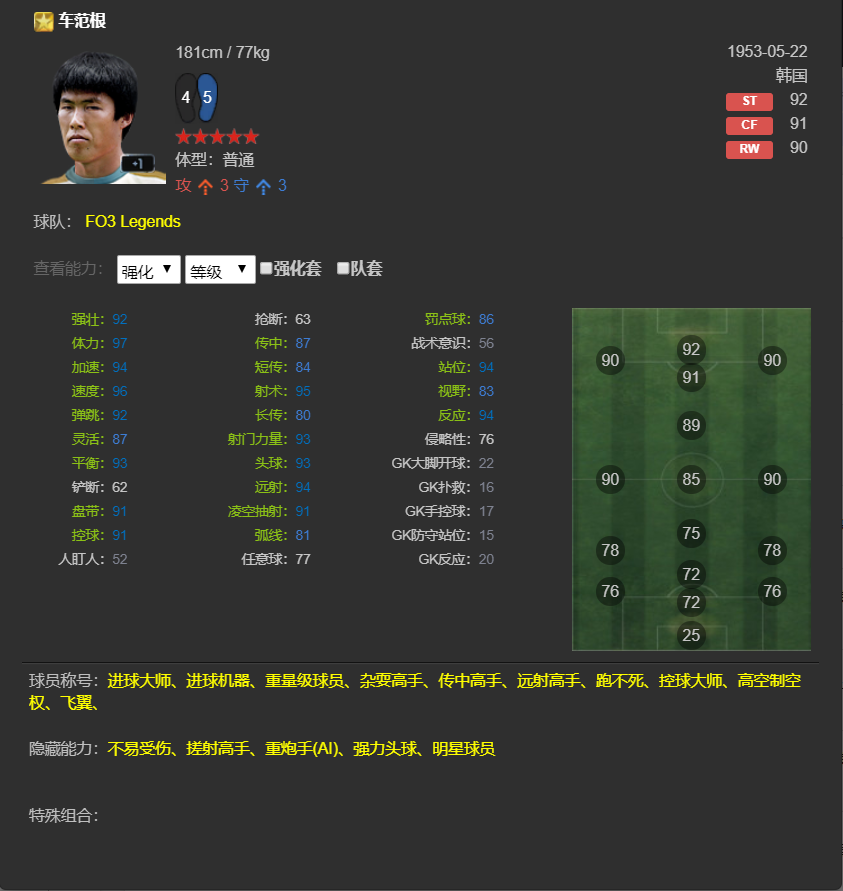 车范根
181cm / 77kg
1953-05-22
韩国
4 5
ST 92
CF 91
RW 90
+1
体型：普通
攻 3 守 3
球队： FO3 Legends
查看能力： 强化 ▼ 等级 ▼ 强化套 队套
强壮：92 抢断：63 罚点球：86
体力：97 传中：87 战术意识：56
加速：94 短传：84 站位：94
速度：96 射术：95 视野：83
弹跳：92 长传：80 反应：94
灵活：87 射门力量：93 侵略性：76
平衡：93 头球：93 GK大脚开球：22
铲断：62 远射：94 GK扑救：16
盘带：91 凌空抽射：91 GK手控球：17
控球：91 弧线：81 GK防守站位：15
人盯人：52 任意球：77 GK反应：20
90 92 90
91
89
90 85 90
75
78 78
72
76 76
72
25
球员称号：进球大师、进球机器、重量级球员、杂耍高手、传中高手、远射高手、跑不死、控球大师、高空制空
权、飞翼、
隐藏能力：不易受伤、搓射高手、重炮手(AI)、强力头球、明星球员
特殊组合：